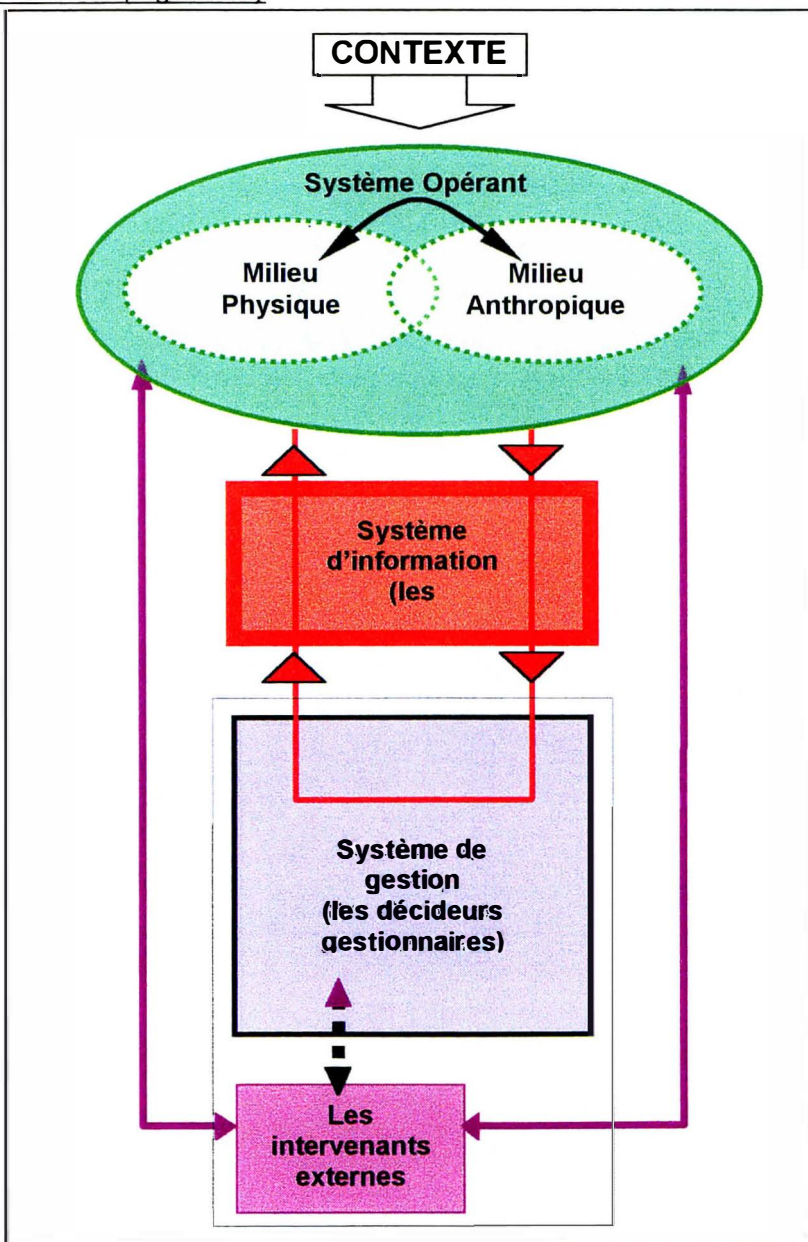 CONTEXTE
Système Opérant
Milieu
Physique
Milieu
Anthropique
Système
d'information
(les
Système de
gestion
(les décideurs
gestionnaires)
Les
intervenants
externes